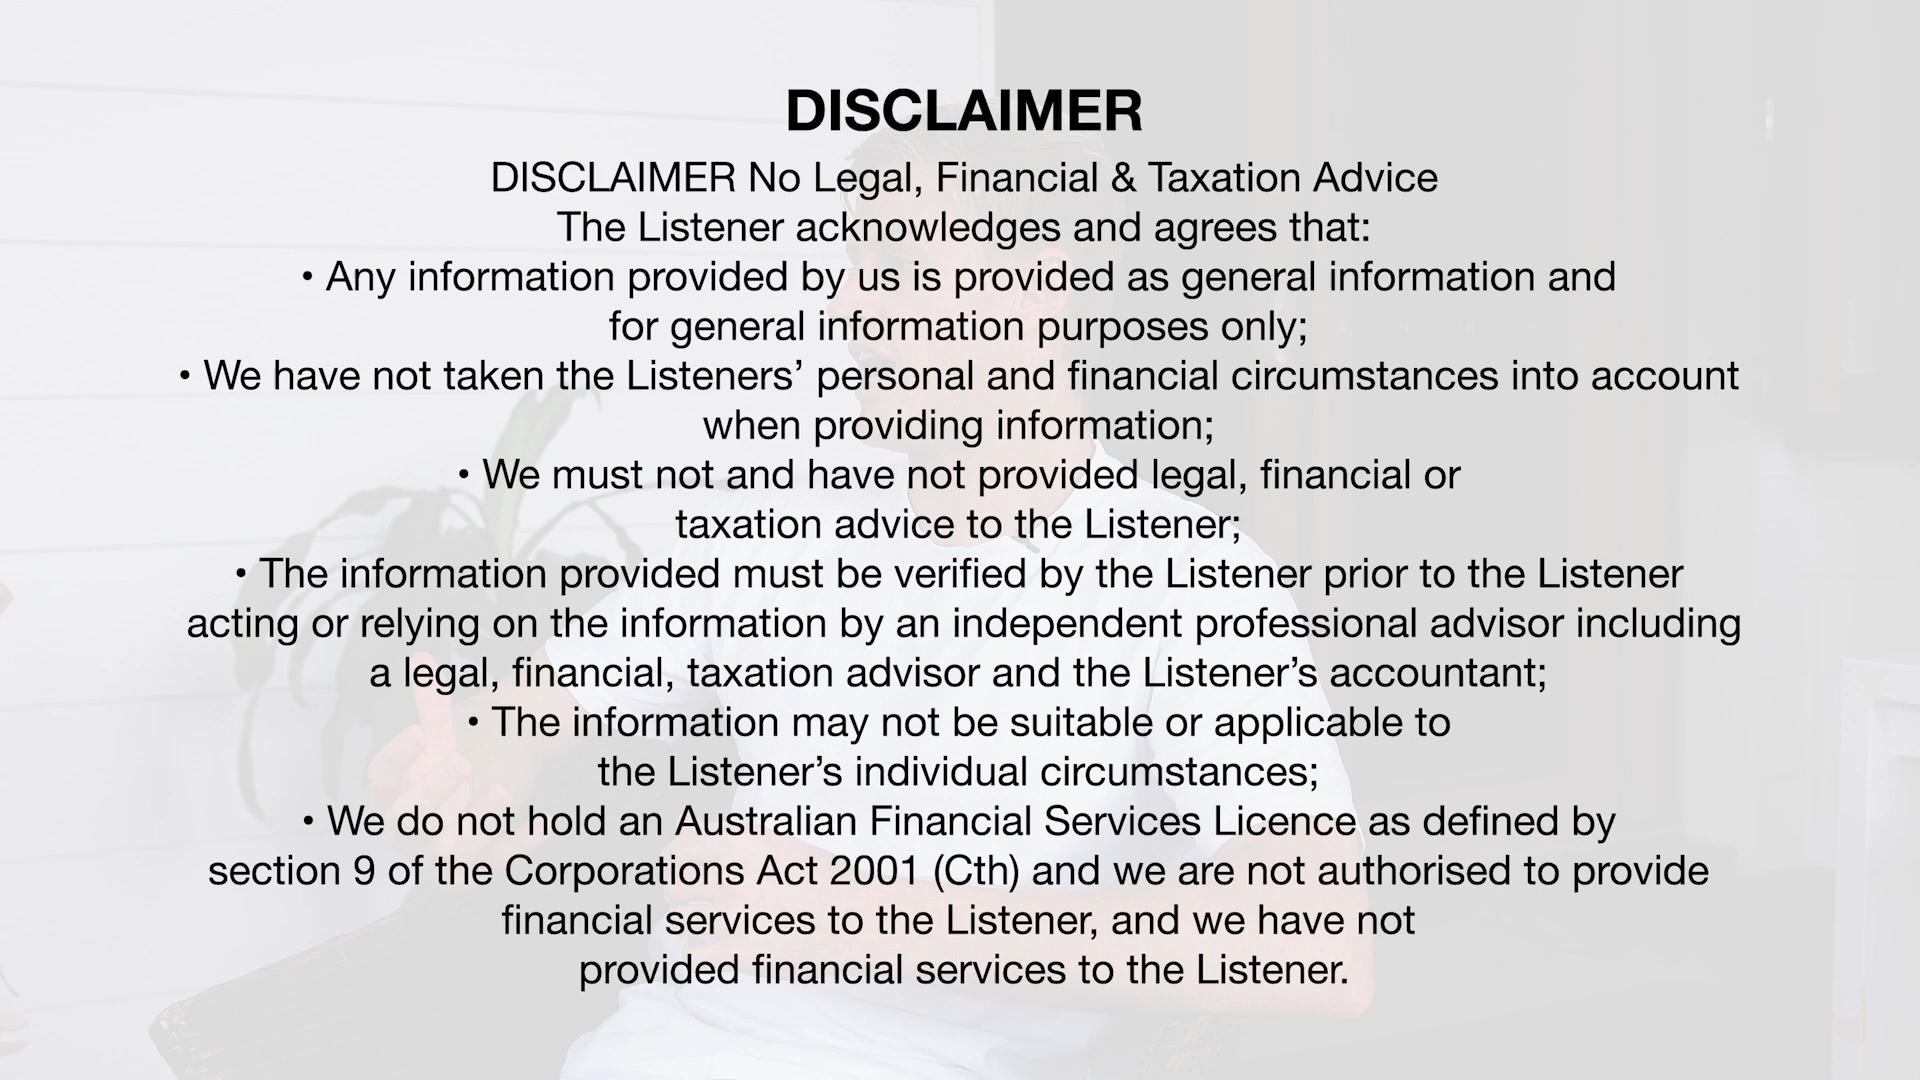 DISCLAIMER
DISCLAIMER No Legal, Financial & Taxation Advice
The Listener acknowledges and agrees that:
• Any information provided by us is provided as general information and
for general information purposes only;
• We have not taken the Listeners’ personal and financial circumstances into account
when providing information;
• We must not and have not provided legal, financial or
taxation advice to the Listener;
• The information provided must be verified by the Listener prior to the Listener
acting or relying on the information by an independent professional advisor including
a legal, financial, taxation advisor and the Listener’s accountant;
• The information may not be suitable or applicable to
the Listener’s individual circumstances;
• We do not hold an Australian Financial Services Licence as defined by
section 9 of the Corporations Act 2001 (Cth) and we are not authorised to provide
financial services to the Listener, and we have not
provided financial services to the Listener.